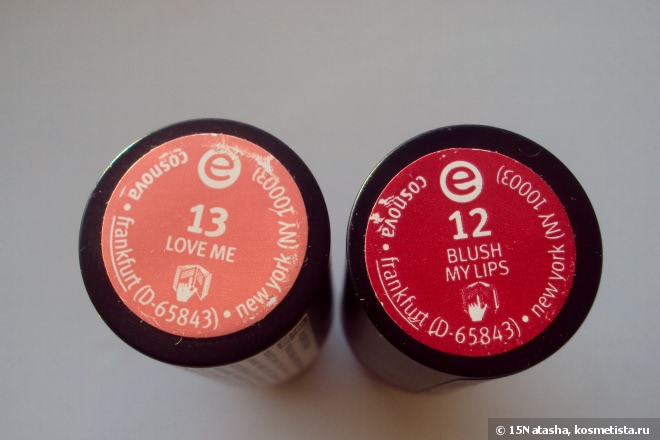 e
13
LOVE ME
cosnova • frankfurt (D-65843) • new york (NY 10003)
e
12
BLUSH
MY LIPS
cosnova • frankfurt (D-65843) • new york (NY 10003)
© 15Natasha, kosmetista.ru